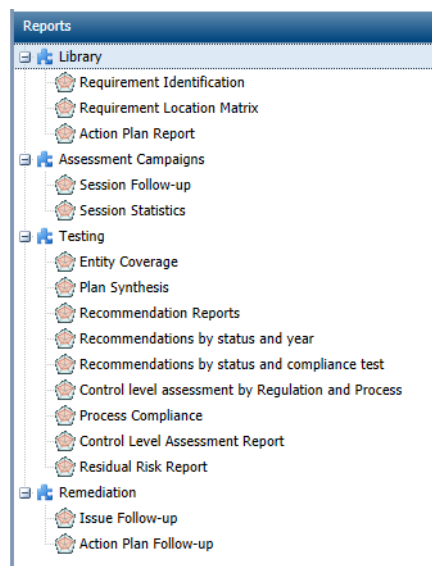 Reports
Library
Requirement Identification
Requirement Location Matrix
Action Plan Report
Assessment Campaigns
Session Follow-up
Session Statistics
Testing
Entity Coverage
Plan Synthesis
Recommendation Reports
Recommendations by status and year
Recommendations by status and compliance test
Control level assessment by Regulation and Process
Process Compliance
Control Level Assessment Report
Residual Risk Report
Remediation
Issue Follow-up
Action Plan Follow-up